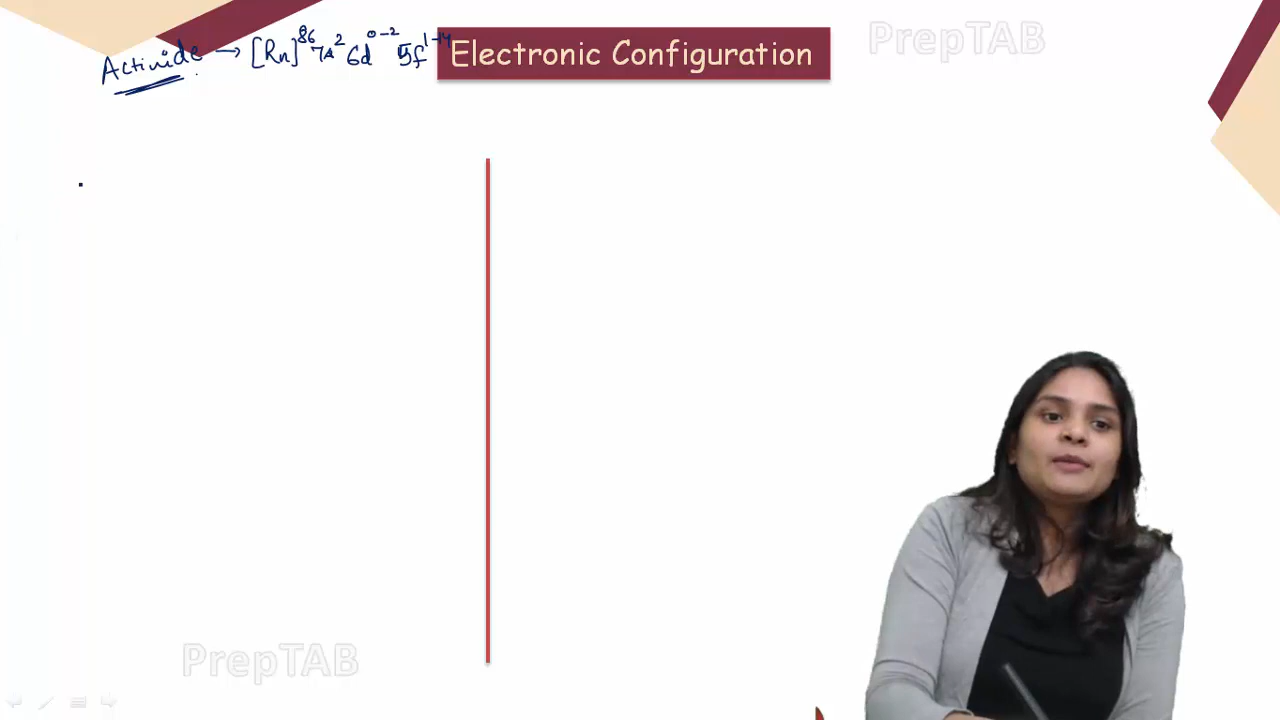 Actinide → [Rn]⁸⁶ 7s² 6d⁰⁻² 5f¹⁻¹⁴
Electronic Configuration
PrepTAB
PrepTAB